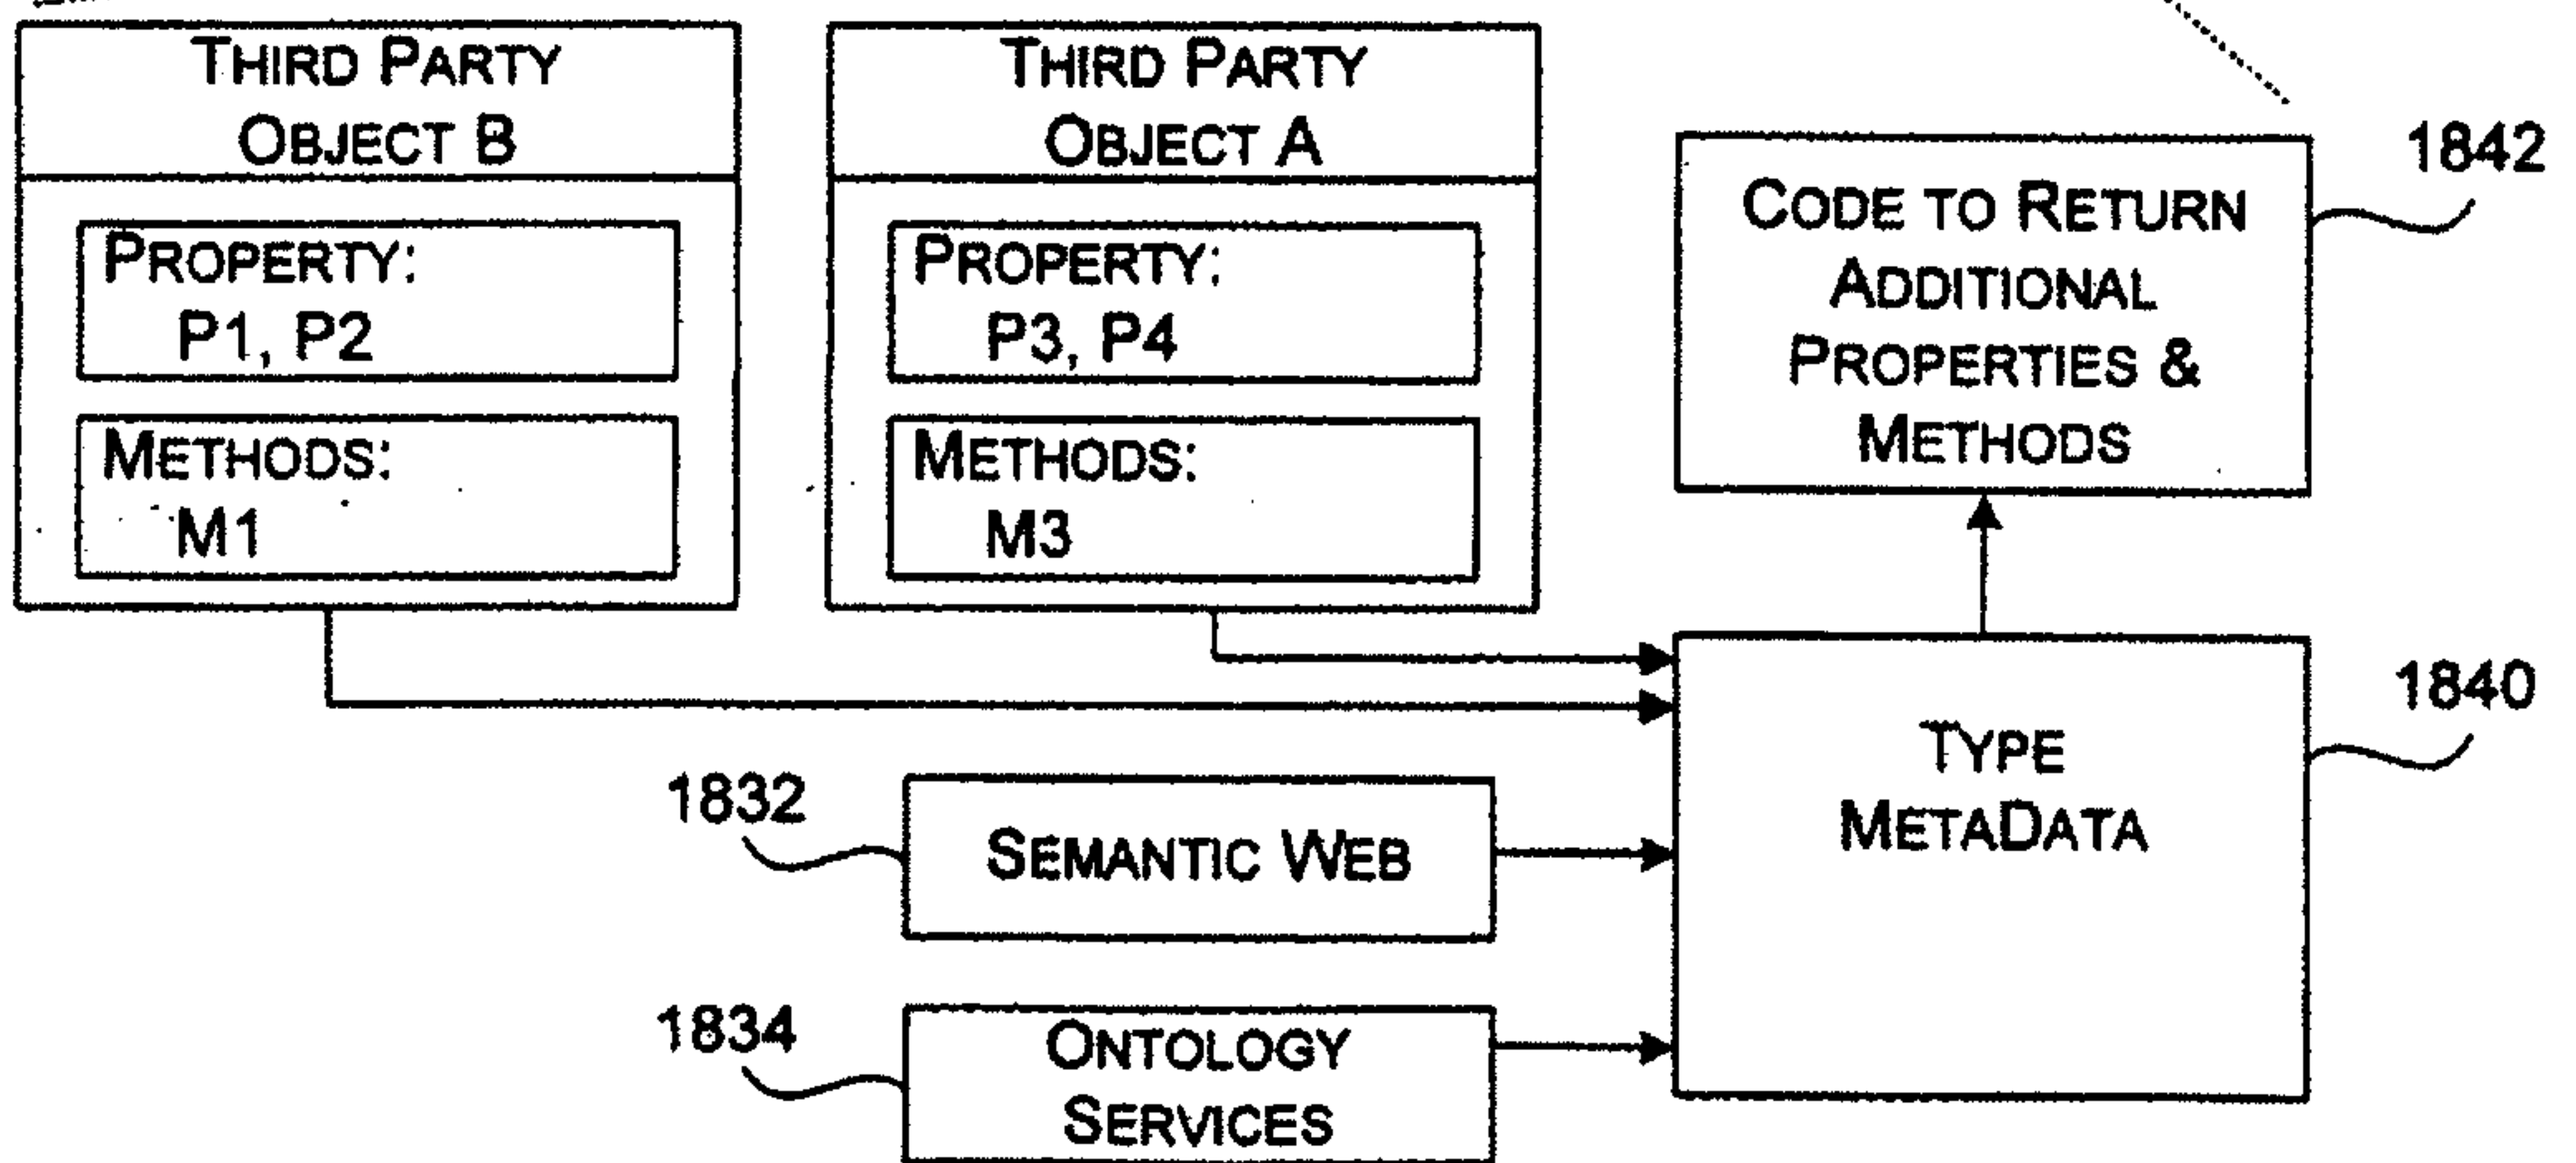 THIRD PARTY
OBJECT B
PROPERTY:
P1, P2
METHODS:
M1
THIRD PARTY
OBJECT A
PROPERTY:
P3, P4
METHODS:
M3
CODE TO RETURN
ADDITIONAL
PROPERTIES &
METHODS
1842
TYPE
METADATA
1840
1832
SEMANTIC WEB
1834
ONTOLOGY
SERVICES